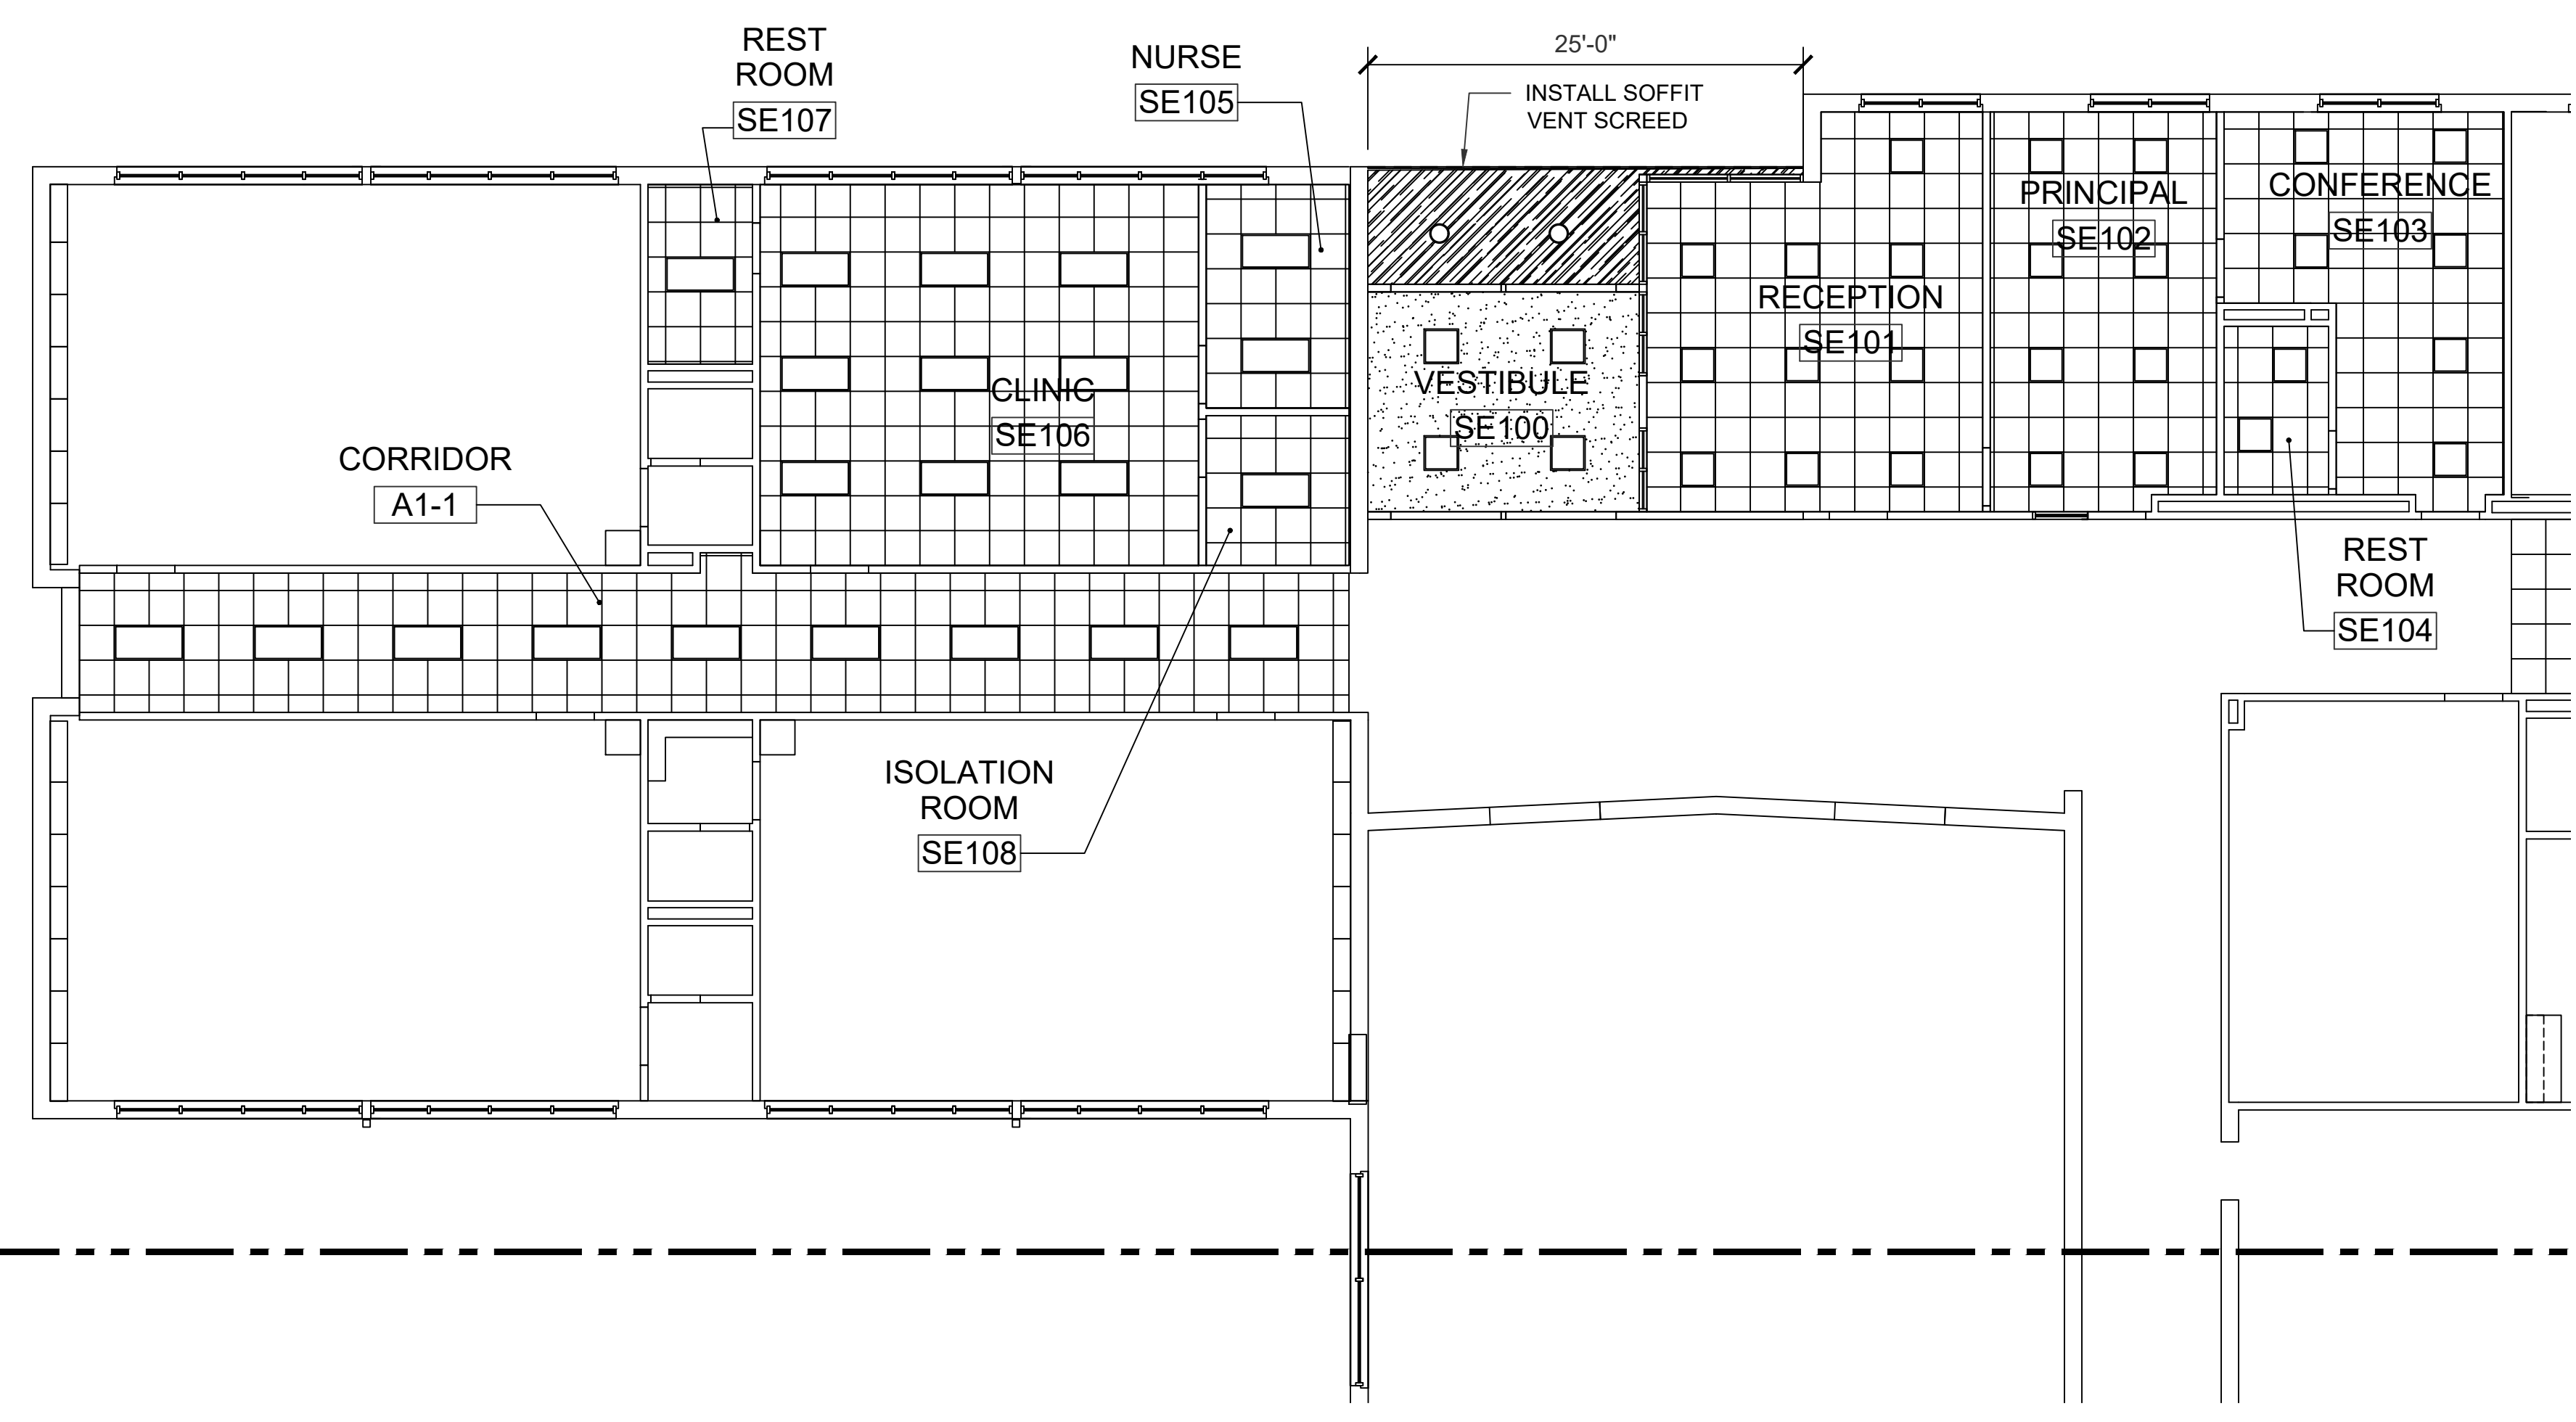 REST
ROOM
SE107
NURSE
SE105
25'-0"
INSTALL SOFFIT
VENT SCREED
PRINCIPAL
SE102
CONFERENCE
SE103
RECEPTION
SE101
VESTIBULE
SE100
CLINIC
SE106
CORRIDOR
A1-1
REST
ROOM
SE104
ISOLATION
ROOM
SE108